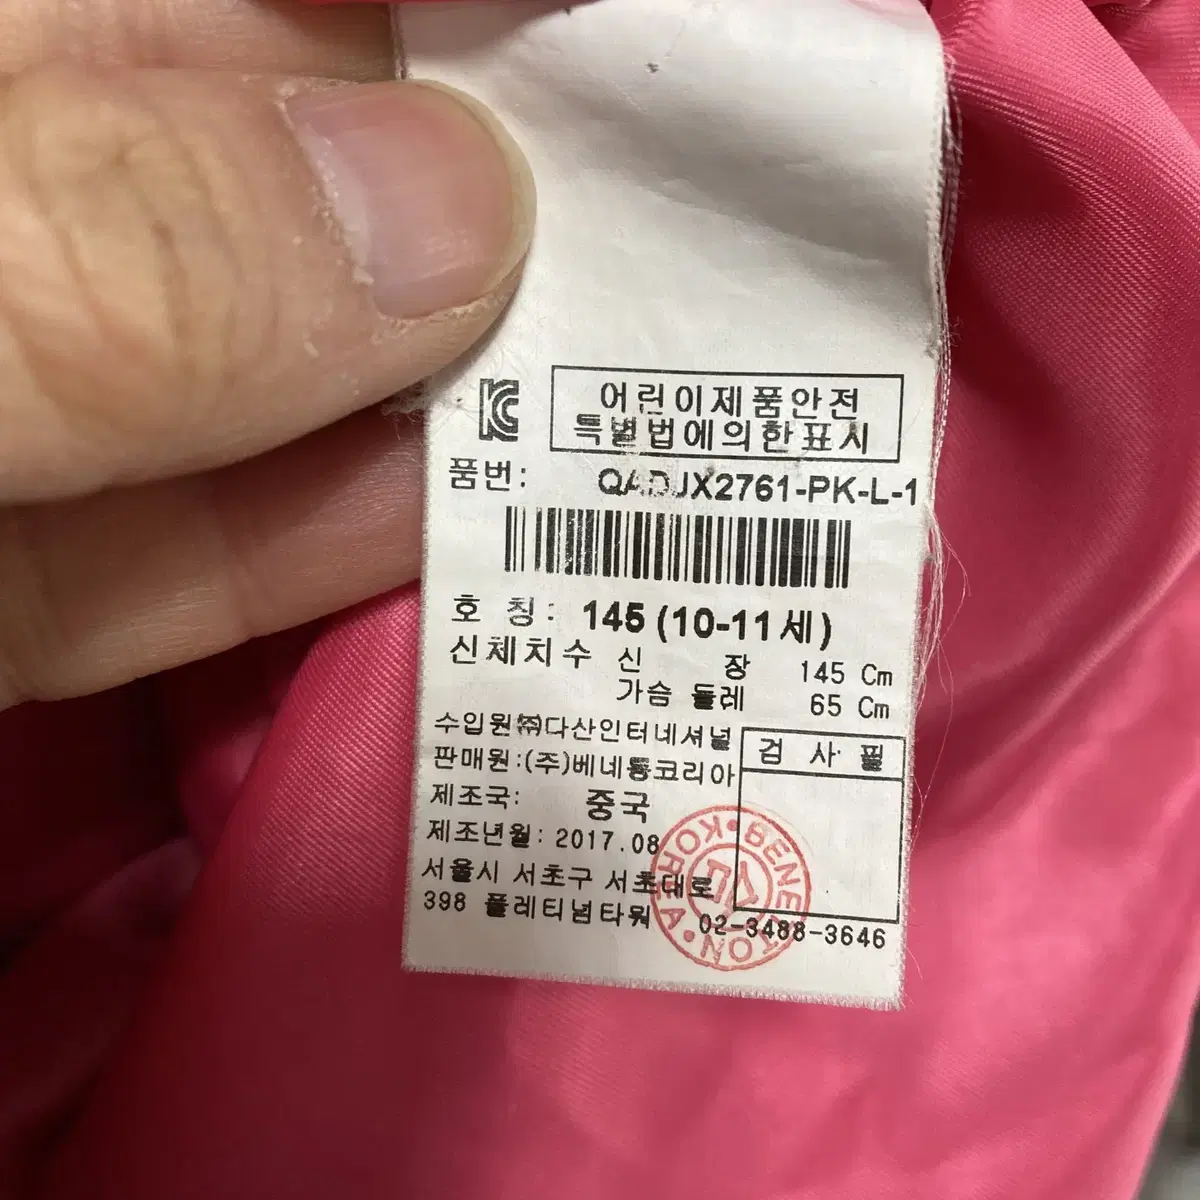 KC
어린이제품안전
특별법에의한표시
품번: QADJX2761-PK-L-1
호 칭: 145 (10-11세)
신체치수 신 장 145 Cm
가슴 둘레 65 Cm
수입원㈜다산인터네셔널
판매원:(주)베네통코리아
검 사 필
제조국: 중국
제조년월: 2017.08
서울시 서초구 서초대로
398 플레티넘타워 02-3488-3646
BENETTON • KOREA •